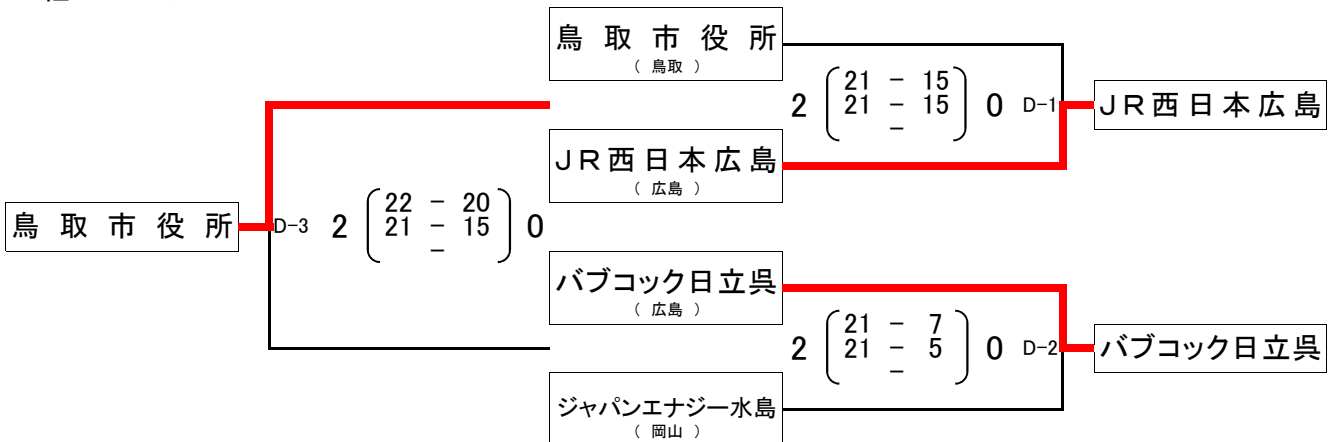 鳥取市役所
（ 鳥取 ）
2 21 - 15 0 D-1
21 - 15
-
JR西日本広島
JR西日本広島
（ 広島 ）
鳥取市役所
D-3 2 22 - 20 0
21 - 15
-
バブコック日立呉
（ 広島 ）
2 21 - 7 0 D-2
21 - 5
-
バブコック日立呉
ジャパンエナジー水島
（ 岡山 ）